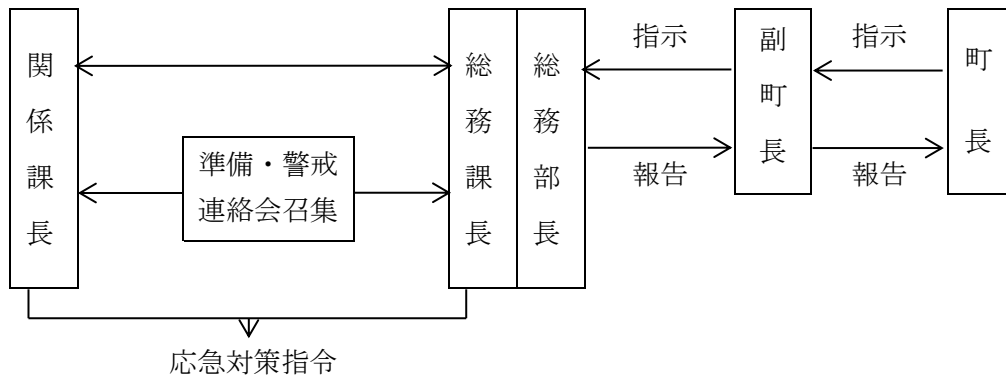 関係課長
準備・警戒
連絡会召集
総務課長
総務部長
指示
報告
副町長
指示
報告
町長
応急対策指令